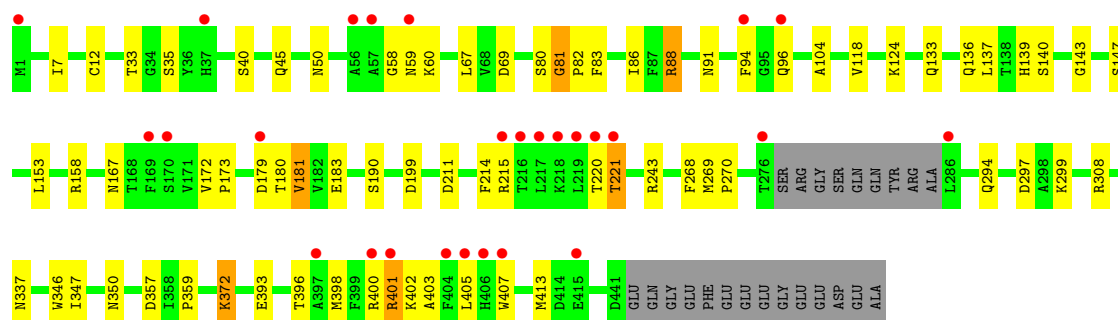 M1 I7 C12 T33 G34 S35 Y36 H37 S40 Q45 N50 A56 A57 G58 N59 K60 L67 V68 D69 S80 G81 P82 F83 I86 F87 R88 N91 F94 G95 Q96 A104 V118 K124 Q133 Q136 L137 T138 H139 S140 G143 S147
L153 R158 N167 T168 F169 S170 V171 V172 P173 D179 T180 V181 V182 E183 S190 D199 D211 F214 R215 T216 L217 K218 L219 T220 T221 R243 F268 M269 P270 T276 SER ARG GLY SER GLN GLN TYR ARG ALA L286 Q294 D297 A298 K299 R308
N337 W346 I347 N350 D357 I358 P359 K372 E393 T396 A397 M398 F399 R400 R401 K402 A403 F404 L405 H406 W407 M413 D414 E415 D441 GLU GLN GLY GLU PHE GLU GLU GLU GLY GLU GLU ASP GLU ALA